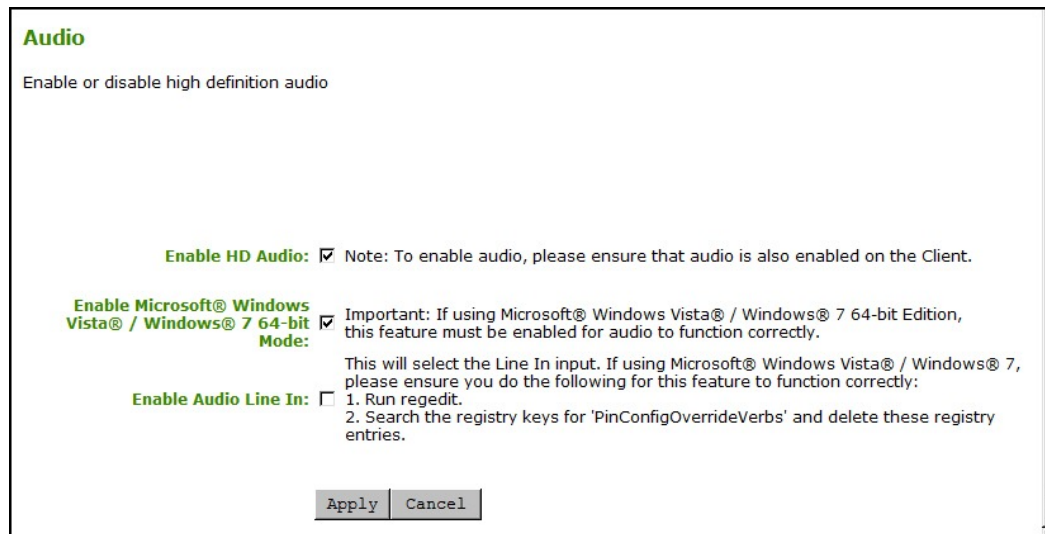 Audio
Enable or disable high definition audio
Enable HD Audio: Note: To enable audio, please ensure that audio is also enabled on the Client.
Enable Microsoft® Windows
Vista® / Windows® 7 64-bit
Mode:
Important: If using Microsoft® Windows Vista® / Windows® 7 64-bit Edition,
this feature must be enabled for audio to function correctly.
Enable Audio Line In:
This will select the Line In input. If using Microsoft® Windows Vista® / Windows® 7,
please ensure you do the following for this feature to function correctly:
1. Run regedit.
2. Search the registry keys for 'PinConfigOverrideVerbs' and delete these registry
entries.
Apply Cancel